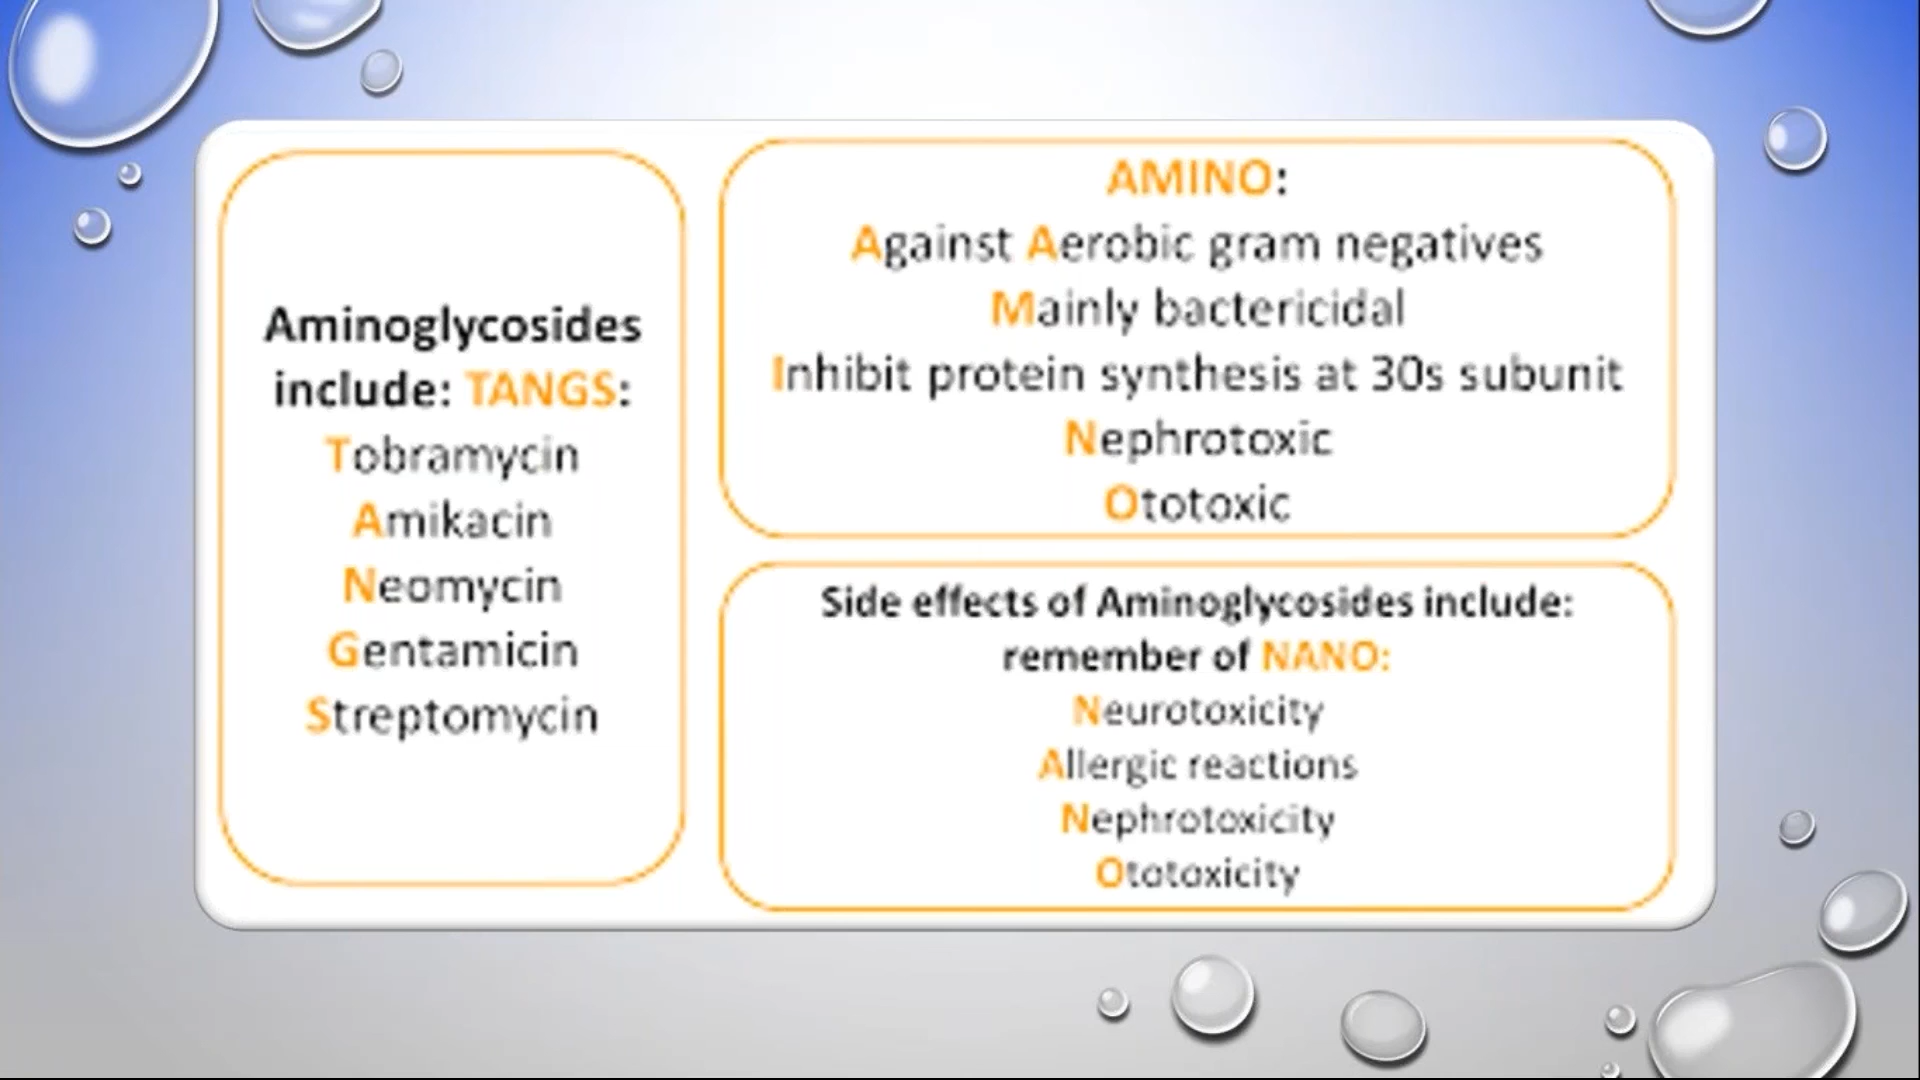 Aminoglycosides
include: TANGS:
Tobramycin
Amikacin
Neomycin
Gentamicin
Streptomycin
AMINO:
Against Aerobic gram negatives
Mainly bactericidal
Inhibit protein synthesis at 30s subunit
Nephrotoxic
Ototoxic
Side effects of Aminoglycosides include:
remember of NANO:
Neurotoxicity
Allergic reactions
Nephrotoxicity
Ototoxicity